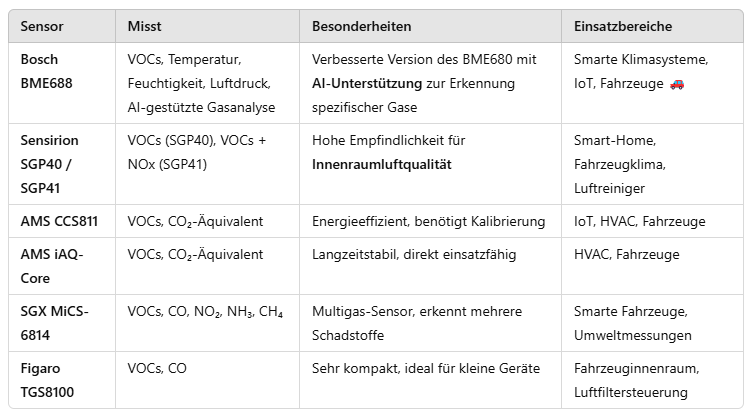 Sensor Misst Besonderheiten Einsatzbereiche
Bosch BME688 VOCs, Temperatur, Feuchtigkeit, Luftdruck, AI-gestützte Gasanalyse Verbesserte Version des BME680 mit AI-Unterstützung zur Erkennung spezifischer Gase Smarte Klimasysteme, IoT, Fahrzeuge 🚗
Sensirion SGP40 / SGP41 VOCs (SGP40), VOCs + NOx (SGP41) Hohe Empfindlichkeit für Innenraumluftqualität Smart-Home, Fahrzeugklima, Luftreiniger
AMS CCS811 VOCs, CO₂-Äquivalent Energieeffizient, benötigt Kalibrierung IoT, HVAC, Fahrzeuge
AMS iAQ-Core VOCs, CO₂-Äquivalent Langzeitstabil, direkt einsatzfähig HVAC, Fahrzeuge
SGX MiCS-6814 VOCs, CO, NO₂, NH₃, CH₄ Multigas-Sensor, erkennt mehrere Schadstoffe Smarte Fahrzeuge, Umweltmessungen
Figaro TGS8100 VOCs, CO Sehr kompakt, ideal für kleine Geräte Fahrzeuginnenraum, Luftfiltersteuerung